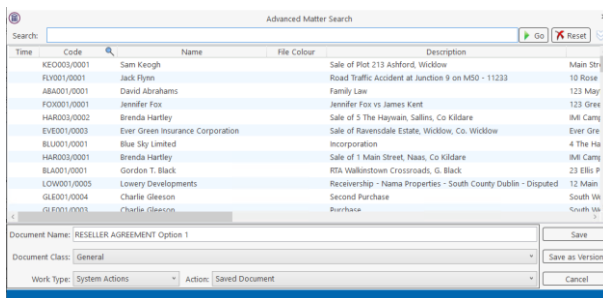 Advanced Matter Search
Search: Go Reset
Time Code Name File Colour Description
KEO003/0001 Sam Keogh Sale of Plot 213 Ashford, Wicklow Main Str
FLY001/0001 Jack Flynn Road Traffic Accident at Junction 9 on M50 - 11233 10 Rose
ABA001/0001 David Abrahams Family Law 123 May
FOX001/0001 Jennifer Fox Jennifer Fox vs James Kent 123 Gree
HAR003/0002 Brenda Hartley Sale of 5 The Haywain, Sallins, Co Kildare IMI Camp
EVE001/0003 Ever Green Insurance Corporation Sale of Ravensdale Estate, Wicklow, Co. Wicklow Ever Gre
BLU001/0001 Blue Sky Limited Incorporation 4 The Ha
HAR003/0001 Brenda Hartley Sale of 1 Main Street, Naas, Co Kildare IMI Camp
BLA001/0001 Gordon T. Black RTA Walkinstown Crossroads, G. Black 23 Ellis P
LOW001/0005 Lowery Developments Receivership - Nama Properties - South County Dublin - Disputed 12 Main
GLE001/0004 Charlie Gleeson Second Purchase South We
GLE001/0003 Charlie Gleeson Purchase South We
Document Name: RESELLER AGREEMENT Option 1 Save
Document Class: General Save as Version
Work Type: System Actions Action: Saved Document Cancel